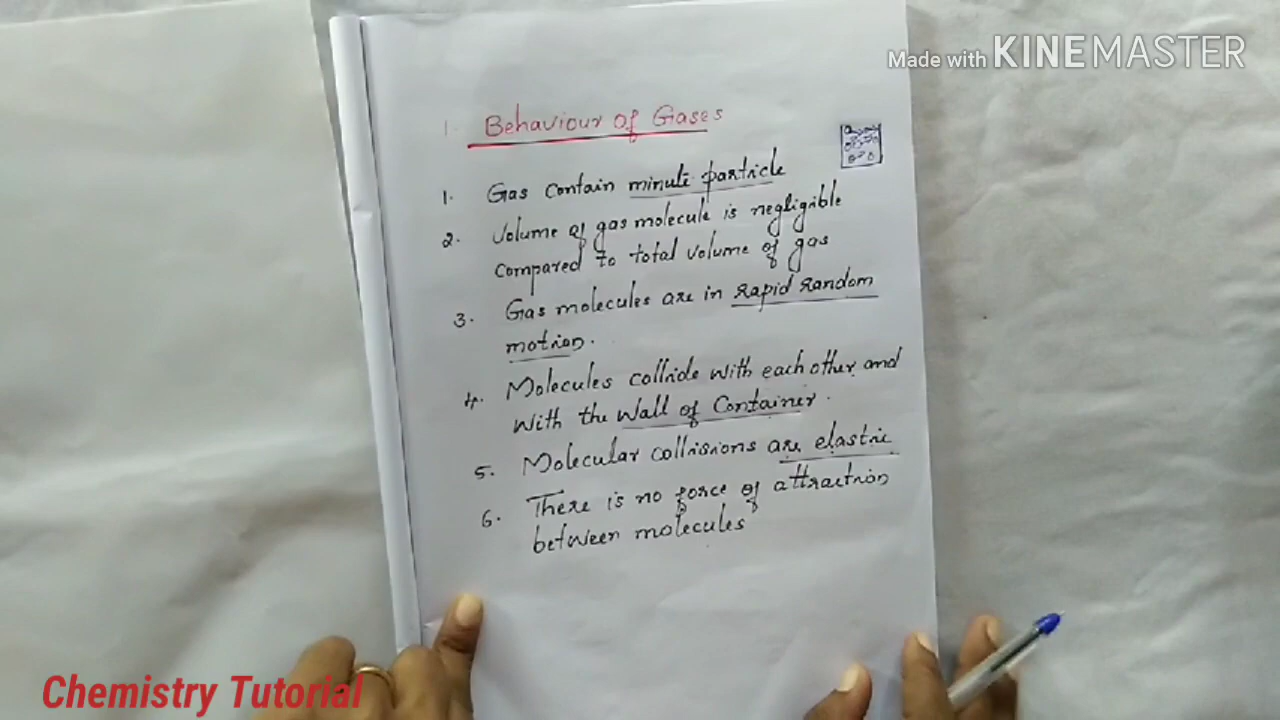 Made with KINEMASTER
1. Behaviour of Gases
1. Gas contain minute particle
2. Volume of gas molecule is negligible
compared to total volume of gas
3. Gas molecules are in rapid random
motion.
4. Molecules collide with each other and
with the wall of Container.
5. Molecular collisions are elastic
6. There is no force of attraction
between molecules
Chemistry Tutorial